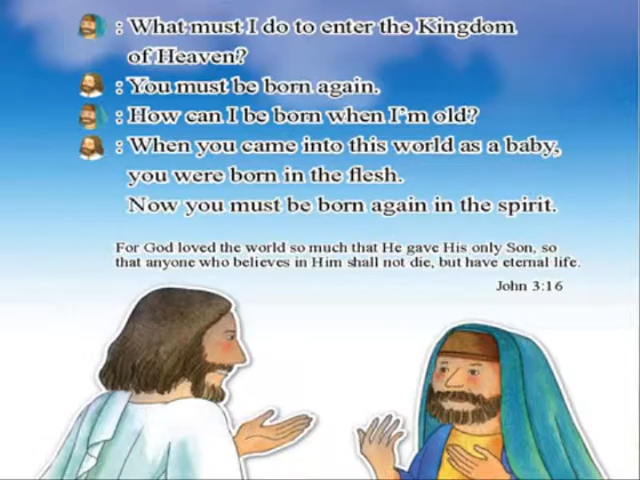 : What must I do to enter the Kingdom
of Heaven?
: You must be born again.
: How can I be born when I'm old?
: When you came into this world as a baby,
you were born in the flesh.
Now you must be born again in the spirit.
For God loved the world so much that He gave His only Son, so
that anyone who believes in Him shall not die, but have eternal life.
John 3:16